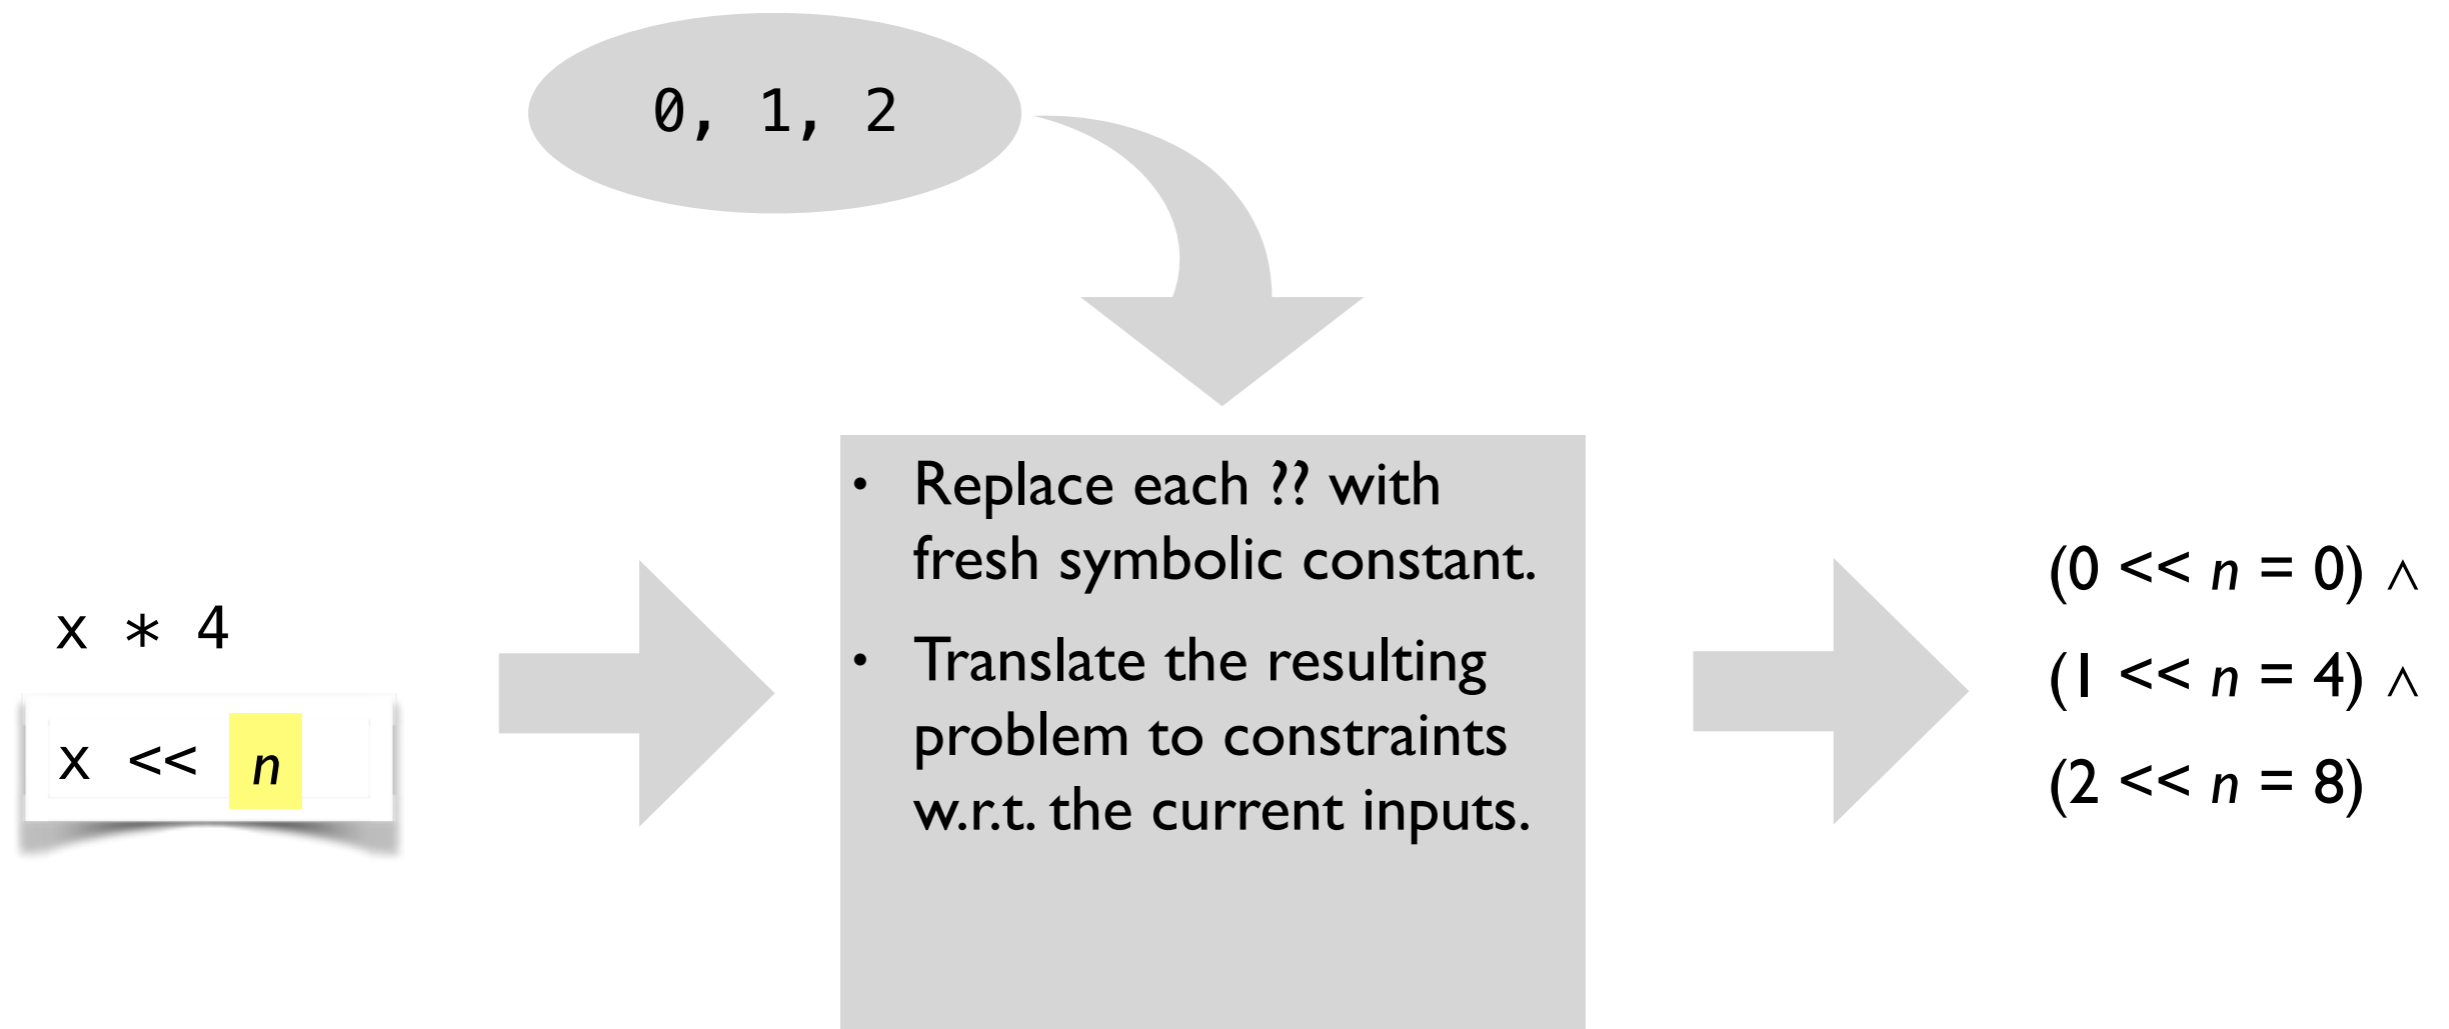 0, 1, 2
x * 4
x << n
• Replace each ?? with
fresh symbolic constant.
• Translate the resulting
problem to constraints
w.r.t. the current inputs.
(0 << n = 0) ∧
(1 << n = 4) ∧
(2 << n = 8)